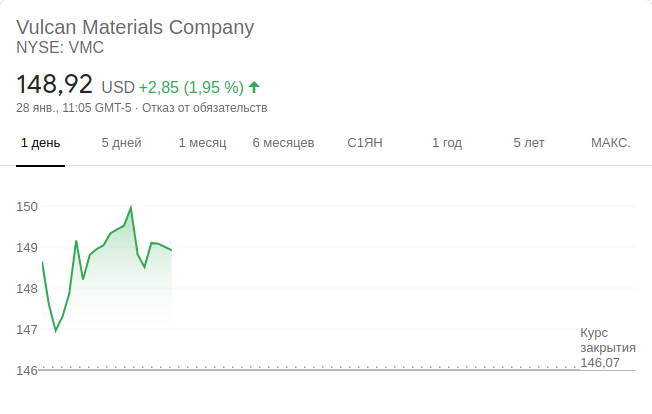 Vulcan Materials Company
NYSE: VMC
148,92 USD +2,85 (1,95 %)
28 янв., 11:05 GMT-5 · Отказ от обязательств
1 день 5 дней 1 месяц 6 месяцев С1ЯН 1 год 5 лет МАКС.
150
149
148
147
Курс
закрытия
146,07
146